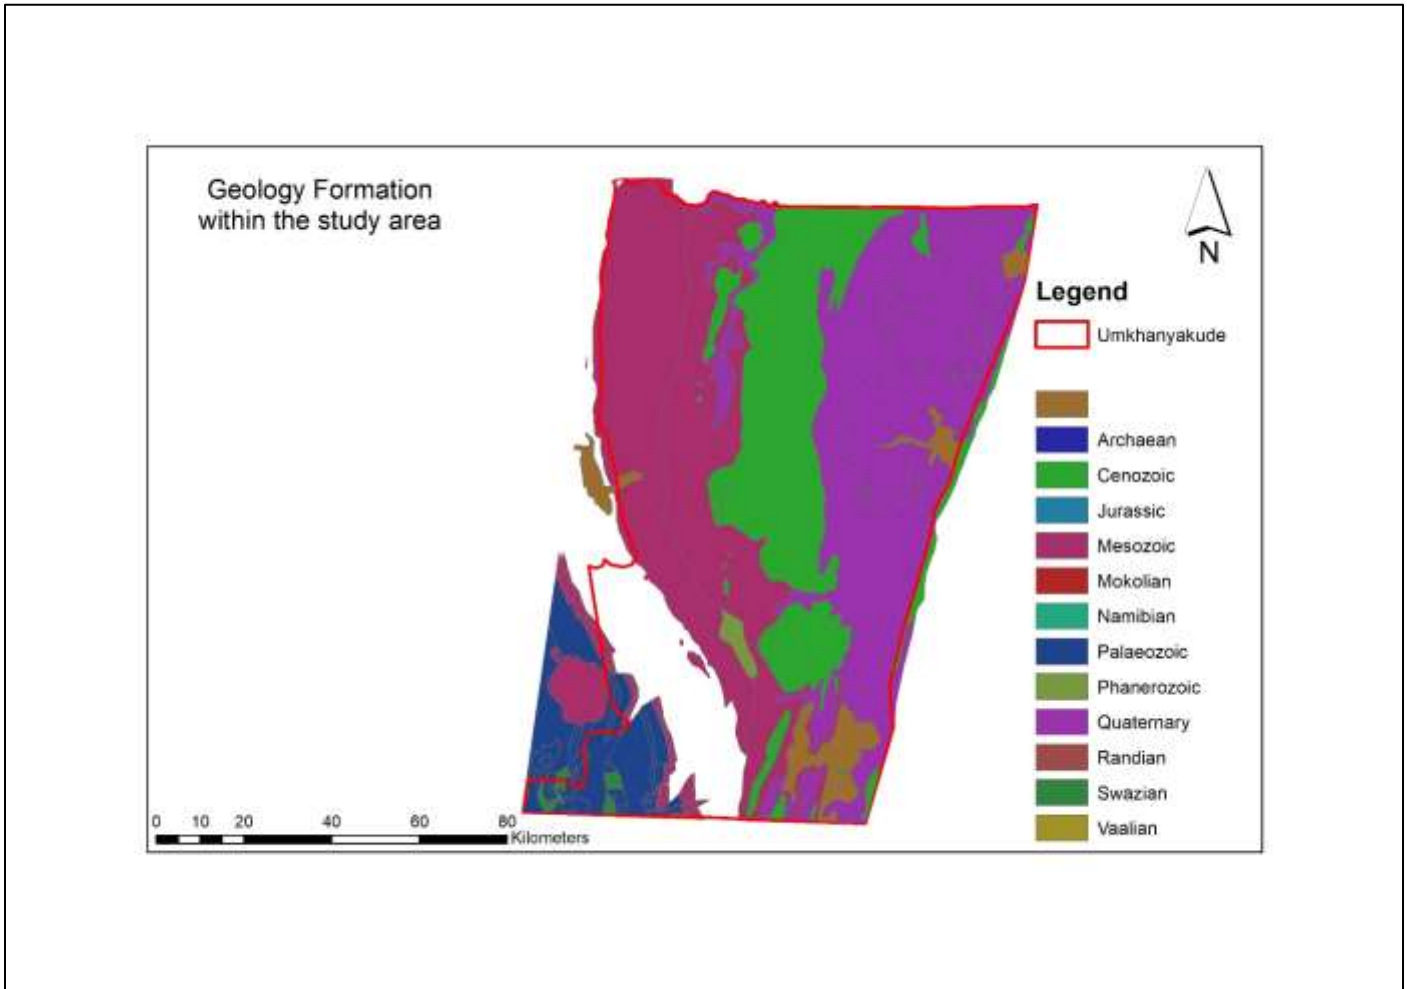 Geology Formation
within the study area
N
Legend
Umkhanyakude
Archaean
Cenozoic
Jurassic
Mesozoic
Mokolian
Namibian
Palaeozoic
Phanerozoic
Quaternary
Randian
Swazian
Vaalian
0 10 20 40 60 80
Kilometers